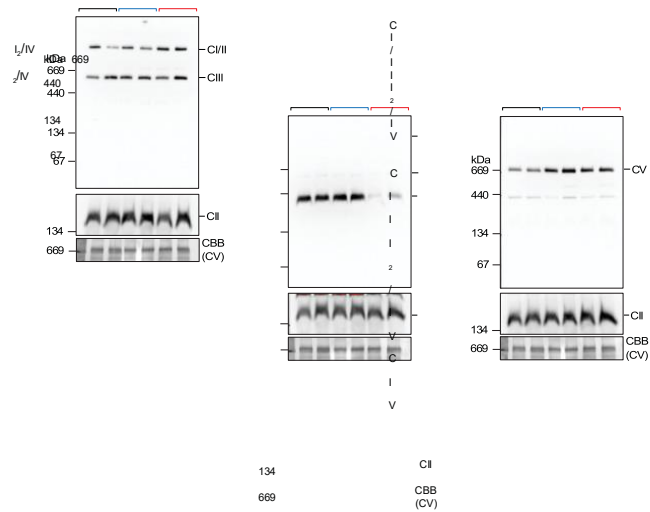 I₂/IV
kDa 669
kDa
669
440
₂/IV
440
134
134
67
67
CI/II
CIII
CII
134
669
CBB
(CV)
C
I
/
I
I
I
2
/
I
V
C
I
I
I
2
/
I
V
C
I
V
134
CII
669
CBB
(CV)
kDa
669
440
134
67
CV
CII
134
669
CBB
(CV)